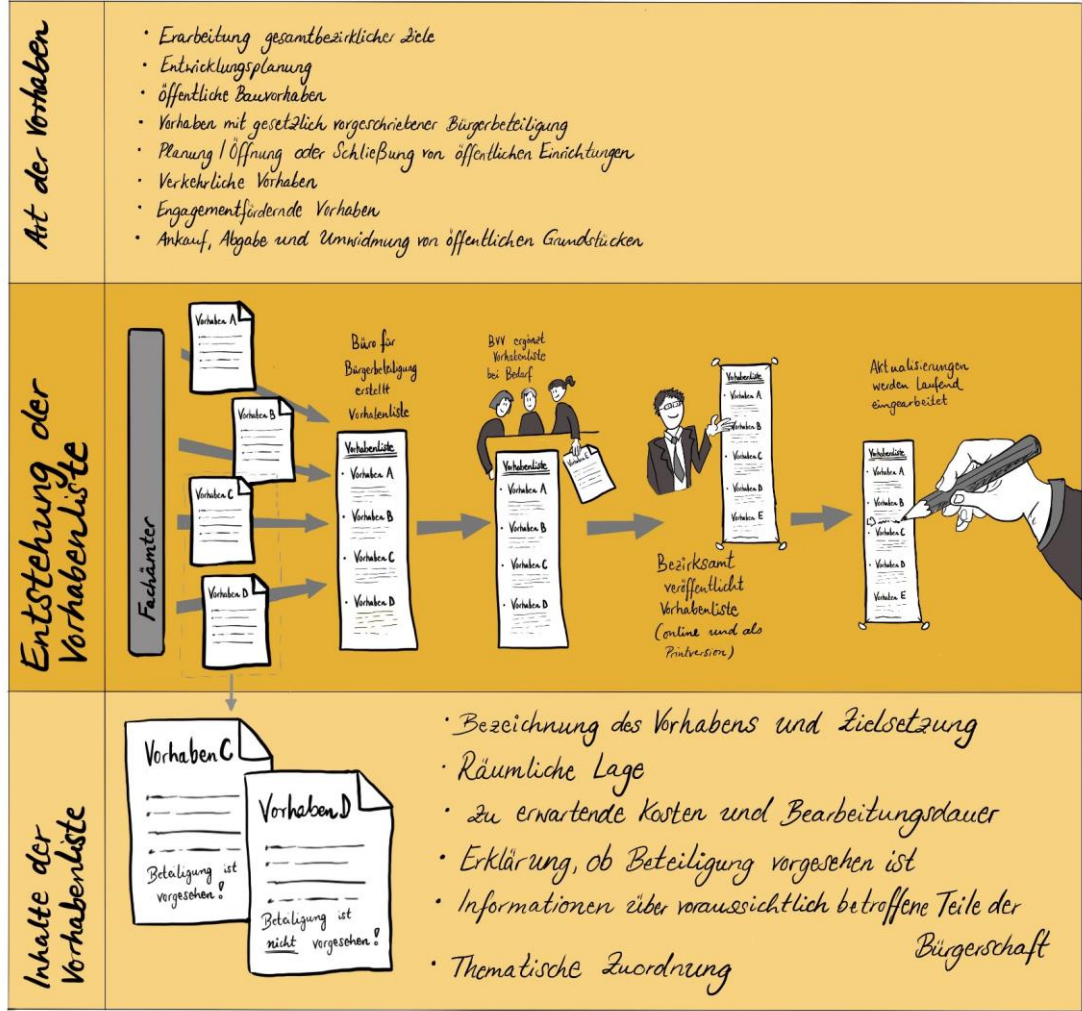 Art der Vorhaben
• Erarbeitung gesamtbezirklicher Ziele
• Entwicklungsplanung
• öffentliche Bauvorhaben
• Vorhaben mit gesetzlich vorgeschriebener Bürgerbeteiligung
• Planung / Öffnung oder Schließung von öffentlichen Einrichtungen
• Verkehrliche Vorhaben
• Engagementfördernde Vorhaben
• Ankauf, Abgabe und Umwidmung von öffentlichen Grundstücken
Entstehung der
Vorhabenliste
Fachämter
Vorhaben A
Vorhaben B
Vorhaben C
Vorhaben D
Büro für
Bürgerbeteiligung
erstellt
Vorhabenliste
Vorhabenliste
• Vorhaben A
• Vorhaben B
• Vorhaben C
• Vorhaben D
BVV ergänzt
Vorhabenliste
bei Bedarf
Vorhaben E
Vorhabenliste
• Vorhaben A
• Vorhaben B
• Vorhaben C
• Vorhaben D
Bezirksamt
veröffentlicht
Vorhabenliste
(online und als
Printversion)
Vorhabenliste
• Vorhaben A
• Vorhaben B
• Vorhaben C
• Vorhaben D
• Vorhaben E
Aktualisierungen
werden laufend
eingearbeitet
Vorhabenliste
• Vorhaben A
• Vorhaben B
• Vorhaben C
• Vorhaben D
• Vorhaben E
Inhalte der
Vorhabenliste
Vorhaben C
Beteiligung ist
vorgesehen!
Vorhaben D
Beteiligung ist
nicht vorgesehen!
• Bezeichnung des Vorhabens und Zielsetzung
• Räumliche Lage
• Zu erwartende Kosten und Bearbeitungsdauer
• Erklärung, ob Beteiligung vorgesehen ist
• Informationen über voraussichtlich betroffene Teile der
Bürgerschaft
• Thematische Zuordnung